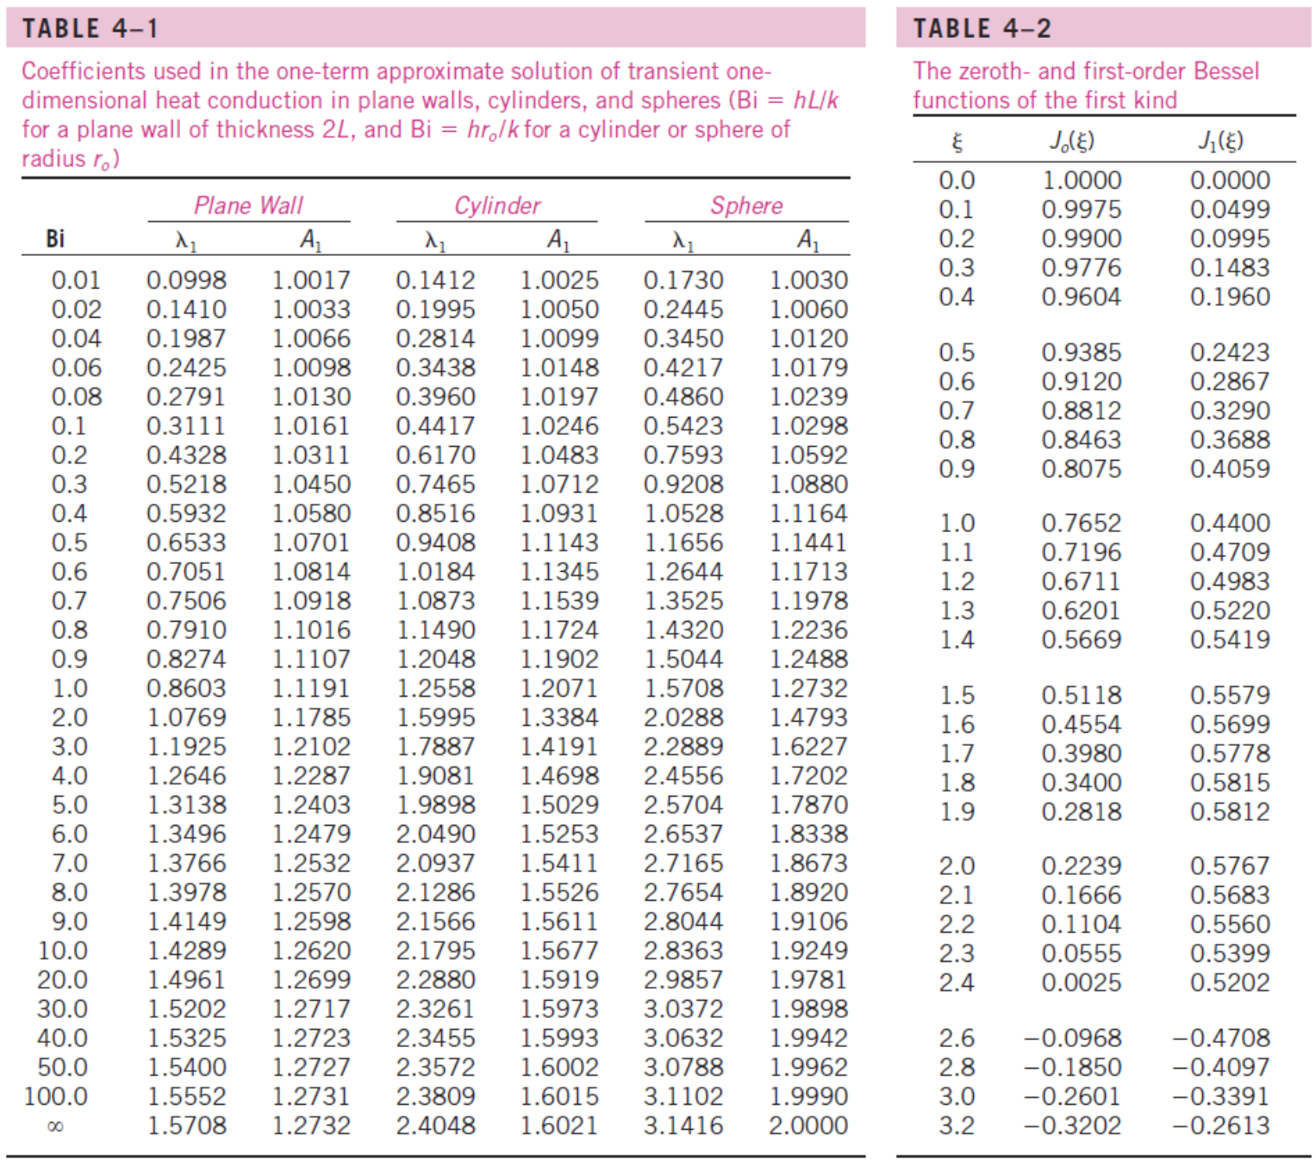 TABLE 4–1
Coefficients used in the one-term approximate solution of transient one-
dimensional heat conduction in plane walls, cylinders, and spheres (Bi = hL/k
for a plane wall of thickness 2L, and Bi = hrₒ/k for a cylinder or sphere of
radius rₒ)
Plane Wall Cylinder Sphere
Bi λ₁ A₁ λ₁ A₁ λ₁ A₁
0.01 0.0998 1.0017 0.1412 1.0025 0.1730 1.0030
0.02 0.1410 1.0033 0.1995 1.0050 0.2445 1.0060
0.04 0.1987 1.0066 0.2814 1.0099 0.3450 1.0120
0.06 0.2425 1.0098 0.3438 1.0148 0.4217 1.0179
0.08 0.2791 1.0130 0.3960 1.0197 0.4860 1.0239
0.1 0.3111 1.0161 0.4417 1.0246 0.5423 1.0298
0.2 0.4328 1.0311 0.6170 1.0483 0.7593 1.0592
0.3 0.5218 1.0450 0.7465 1.0712 0.9208 1.0880
0.4 0.5932 1.0580 0.8516 1.0931 1.0528 1.1164
0.5 0.6533 1.0701 0.9408 1.1143 1.1656 1.1441
0.6 0.7051 1.0814 1.0184 1.1345 1.2644 1.1713
0.7 0.7506 1.0918 1.0873 1.1539 1.3525 1.1978
0.8 0.7910 1.1016 1.1490 1.1724 1.4320 1.2236
0.9 0.8274 1.1107 1.2048 1.1902 1.5044 1.2488
1.0 0.8603 1.1191 1.2558 1.2071 1.5708 1.2732
2.0 1.0769 1.1785 1.5995 1.3384 2.0288 1.4793
3.0 1.1925 1.2102 1.7887 1.4191 2.2889 1.6227
4.0 1.2646 1.2287 1.9081 1.4698 2.4556 1.7202
5.0 1.3138 1.2403 1.9898 1.5029 2.5704 1.7870
6.0 1.3496 1.2479 2.0490 1.5253 2.6537 1.8338
7.0 1.3766 1.2532 2.0937 1.5411 2.7165 1.8673
8.0 1.3978 1.2570 2.1286 1.5526 2.7654 1.8920
9.0 1.4149 1.2598 2.1566 1.5611 2.8044 1.9106
10.0 1.4289 1.2620 2.1795 1.5677 2.8363 1.9249
20.0 1.4961 1.2699 2.2880 1.5919 2.9857 1.9781
30.0 1.5202 1.2717 2.3261 1.5973 3.0372 1.9898
40.0 1.5325 1.2723 2.3455 1.5993 3.0632 1.9942
50.0 1.5400 1.2727 2.3572 1.6002 3.0788 1.9962
100.0 1.5552 1.2731 2.3809 1.6015 3.1102 1.9990
∞ 1.5708 1.2732 2.4048 1.6021 3.1416 2.0000
TABLE 4–2
The zeroth- and first-order Bessel
functions of the first kind
ξ Jₒ(ξ) J₁(ξ)
0.0 1.0000 0.0000
0.1 0.9975 0.0499
0.2 0.9900 0.0995
0.3 0.9776 0.1483
0.4 0.9604 0.1960
0.5 0.9385 0.2423
0.6 0.9120 0.2867
0.7 0.8812 0.3290
0.8 0.8463 0.3688
0.9 0.8075 0.4059
1.0 0.7652 0.4400
1.1 0.7196 0.4709
1.2 0.6711 0.4983
1.3 0.6201 0.5220
1.4 0.5669 0.5419
1.5 0.5118 0.5579
1.6 0.4554 0.5699
1.7 0.3980 0.5778
1.8 0.3400 0.5815
1.9 0.2818 0.5812
2.0 0.2239 0.5767
2.1 0.1666 0.5683
2.2 0.1104 0.5560
2.3 0.0555 0.5399
2.4 0.0025 0.5202
2.6 −0.0968 −0.4708
2.8 −0.1850 −0.4097
3.0 −0.2601 −0.3391
3.2 −0.3202 −0.2613